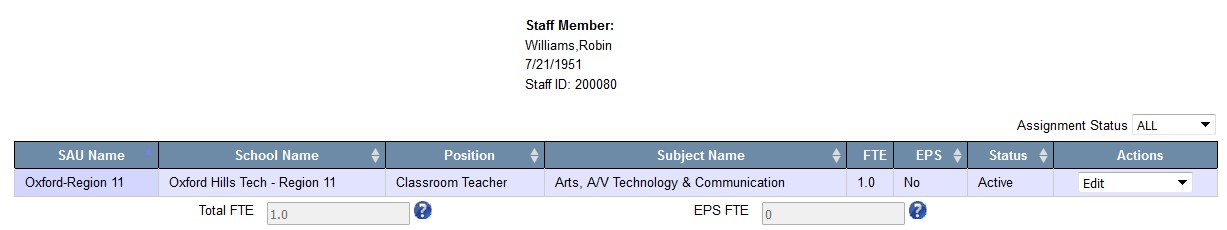 Staff Member:
Williams,Robin
7/21/1951
Staff ID: 200080
Assignment Status ALL
SAU Name School Name Position Subject Name FTE EPS Status Actions
Oxford-Region 11 Oxford Hills Tech - Region 11 Classroom Teacher Arts, A/V Technology & Communication 1.0 No Active Edit
Total FTE 1.0 ? EPS FTE 0 ?